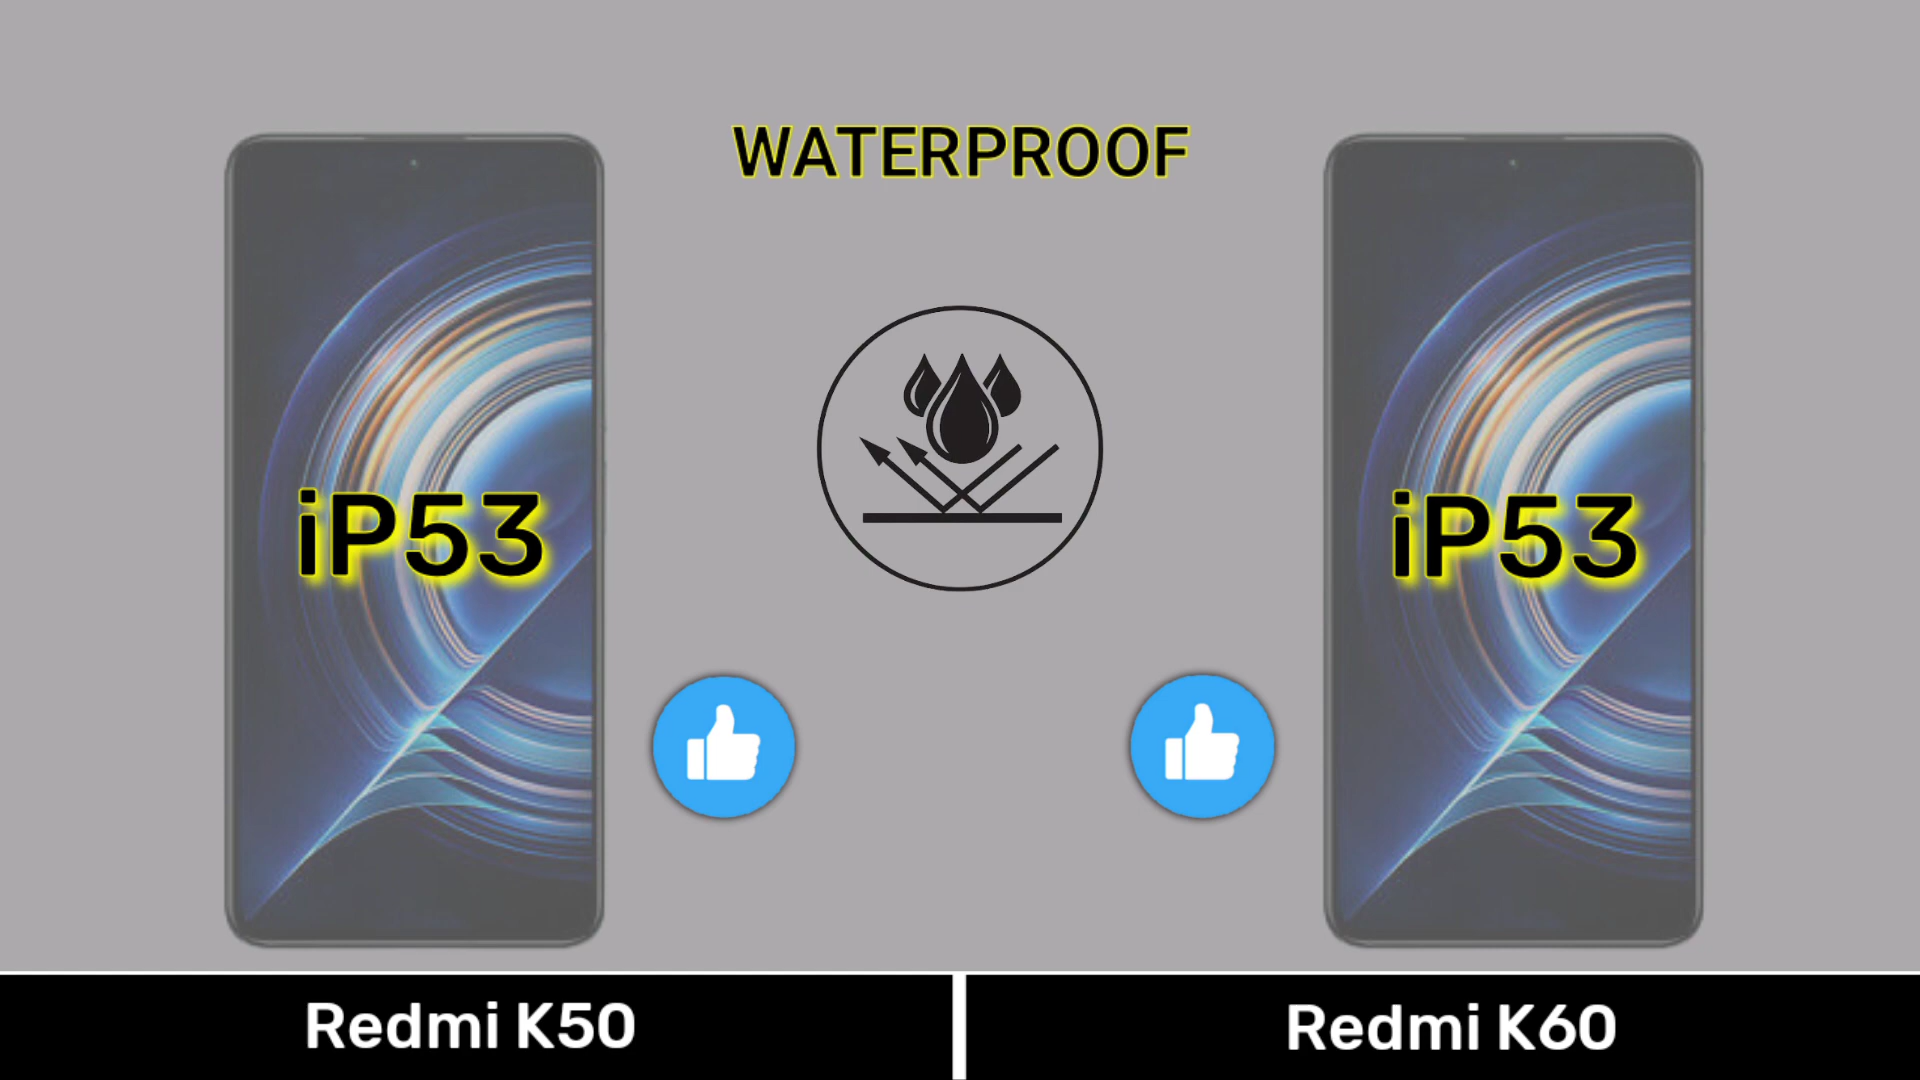 WATERPROOF
iP53
iP53
Redmi K50
Redmi K60